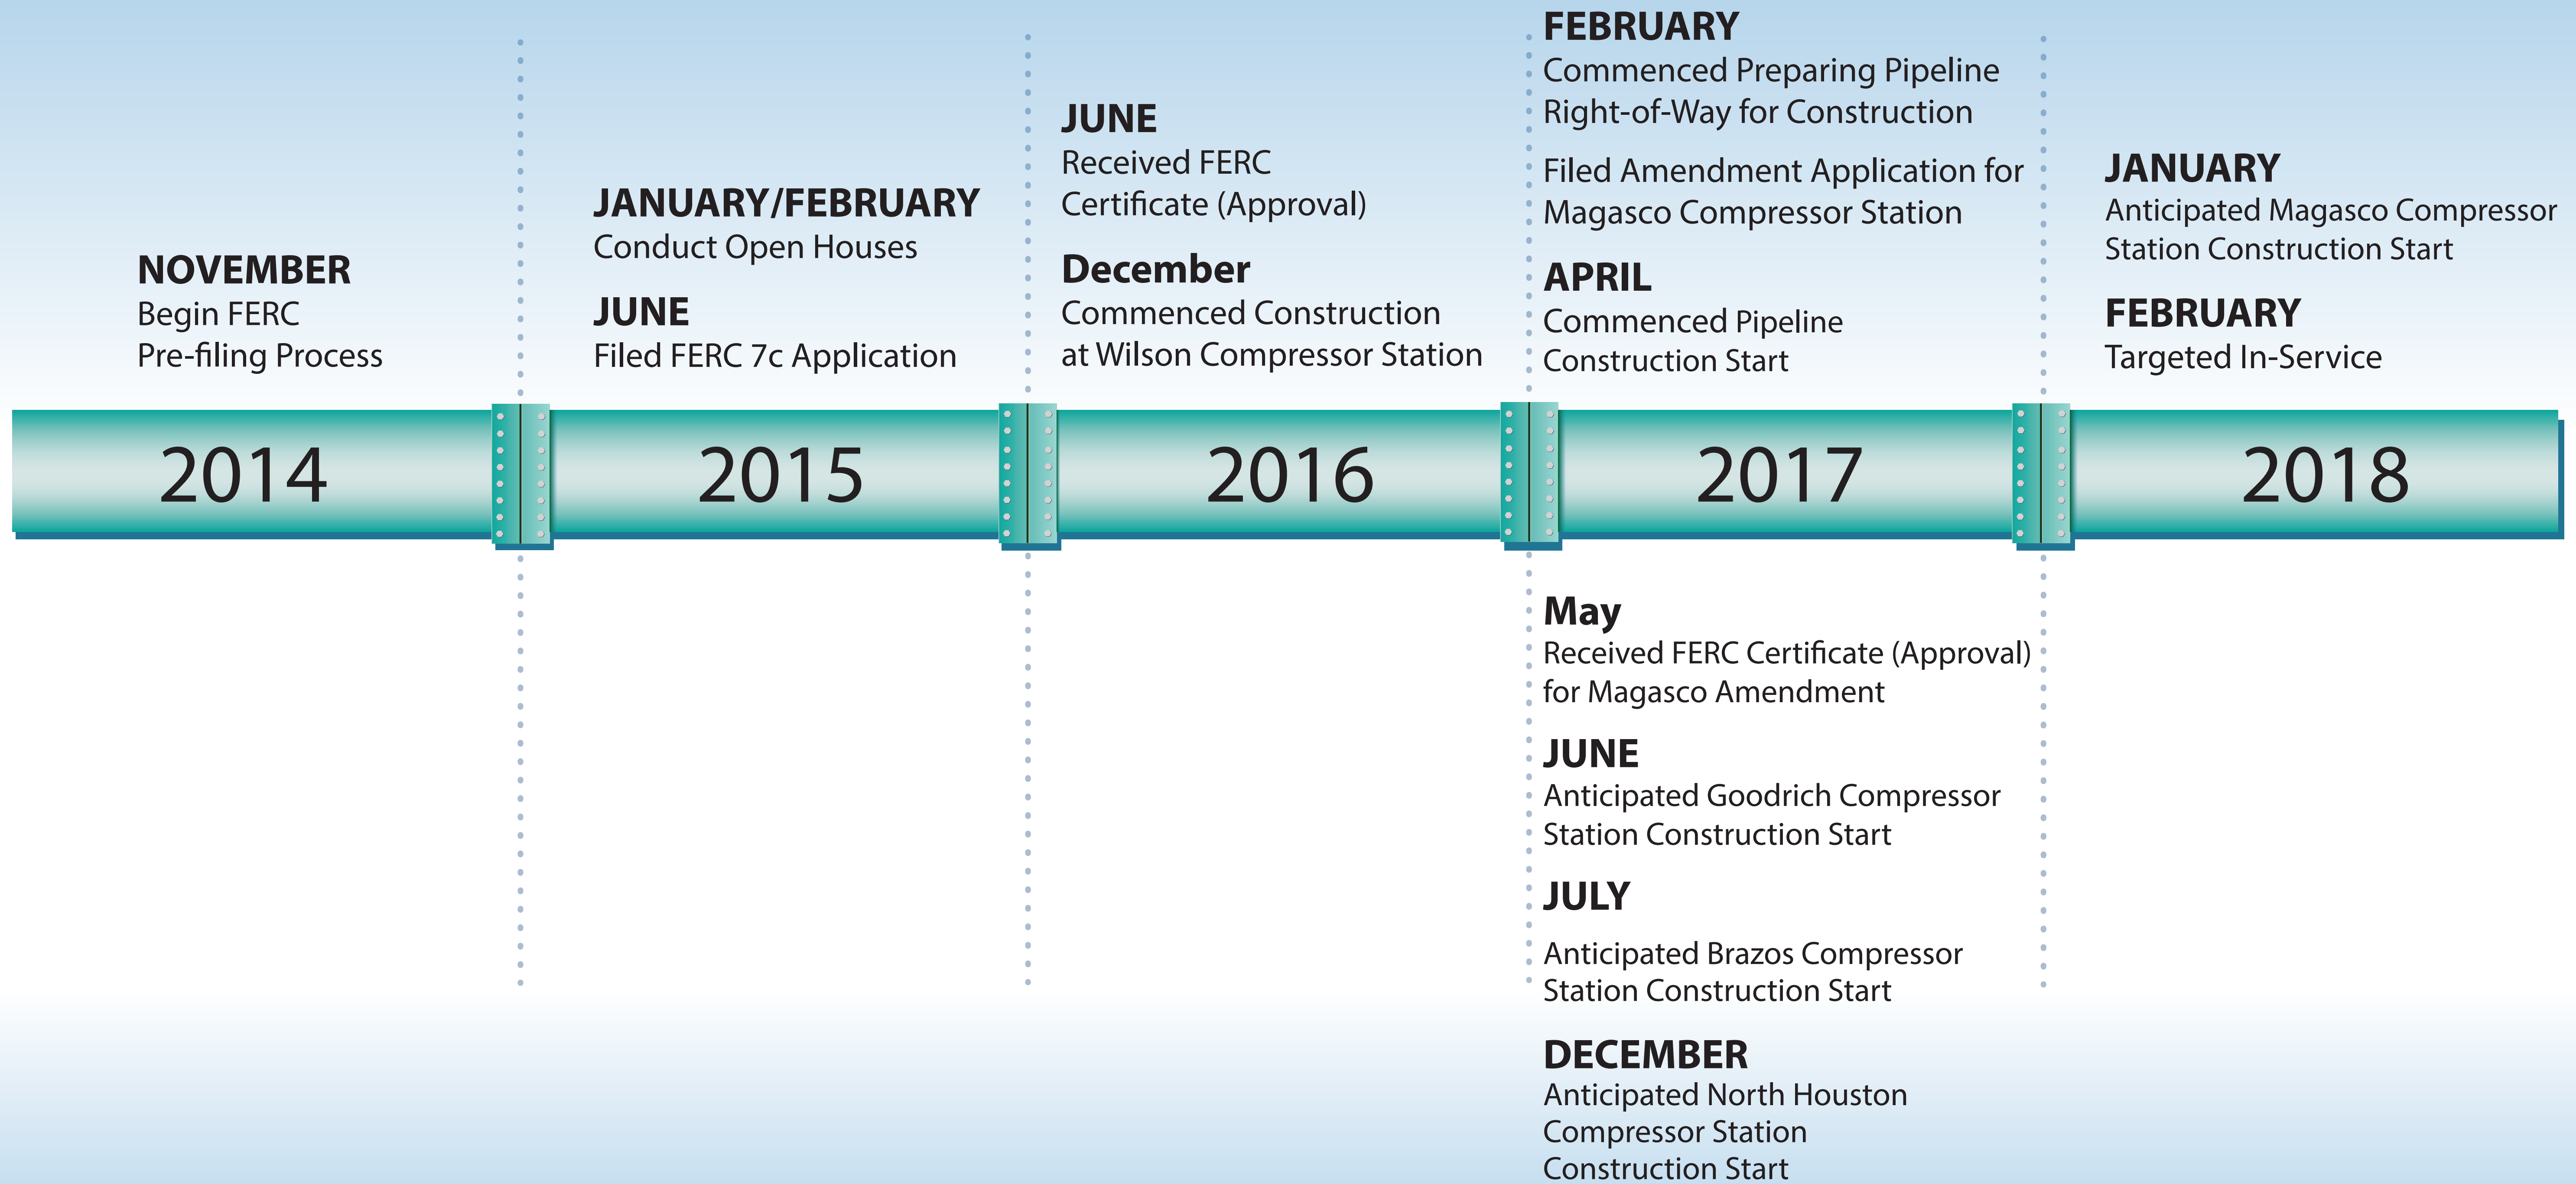 NOVEMBER
Begin FERC
Pre-filing Process
JANUARY/FEBRUARY
Conduct Open Houses
JUNE
Filed FERC 7c Application
JUNE
Received FERC
Certificate (Approval)
December
Commenced Construction
at Wilson Compressor Station
FEBRUARY
Commenced Preparing Pipeline
Right-of-Way for Construction
Filed Amendment Application for
Magasco Compressor Station
APRIL
Commenced Pipeline
Construction Start
JANUARY
Anticipated Magasco Compressor
Station Construction Start
FEBRUARY
Targeted In-Service
2014
2015
2016
2017
2018
May
Received FERC Certificate (Approval)
for Magasco Amendment
JUNE
Anticipated Goodrich Compressor
Station Construction Start
JULY
Anticipated Brazos Compressor
Station Construction Start
DECEMBER
Anticipated North Houston
Compressor Station
Construction Start